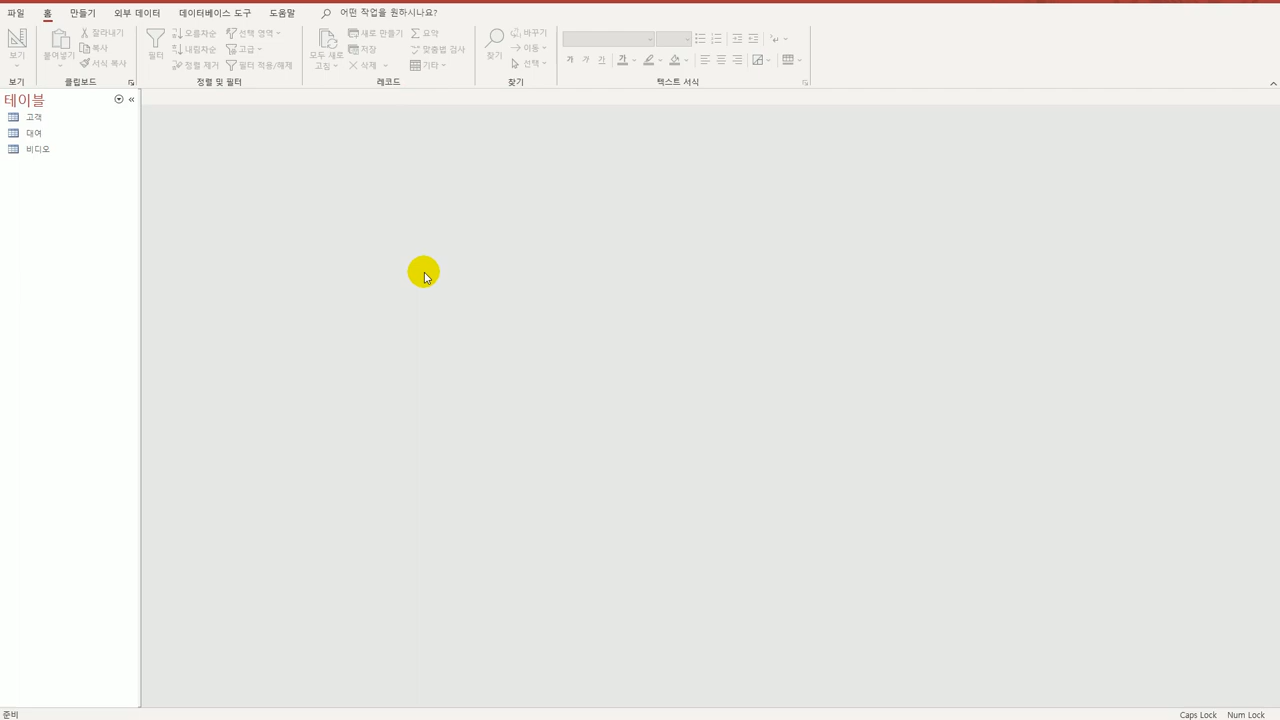 파일 홈 만들기 외부 데이터 데이터베이스 도구 도움말 어떤 작업을 원하시나요?
보기
붙여넣기
잘라내기
복사
서식 복사
필터
오름차순
내림차순
정렬 제거
선택 영역
고급
필터 적용/해제
모두 새로
고침
새로 만들기
저장
삭제
요약
맞춤법 검사
기타
찾기
바꾸기
이동
선택
가 가 가 가
보기 클립보드 정렬 및 필터 레코드 찾기 텍스트 서식
테이블
고객
대여
비디오
준비 Caps Lock Num Lock